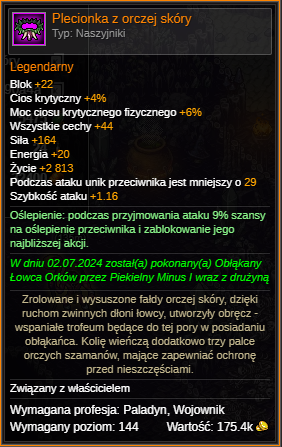 Plecionka z orczej skóry
Typ: Naszyjniki
Legendarny
Blok +22
Cios krytyczny +4%
Moc ciosu krytycznego fizycznego +6%
Wszystkie cechy +44
Siła +164
Energia +20
Życie +2 813
Podczas ataku unik przeciwnika jest mniejszy o 29
Szybkość ataku +1.16
Oślepienie: podczas przyjmowania ataku 9% szansy
na oślepienie przeciwnika i zablokowanie jego
najbliższej akcji.
W dniu 02.07.2024 został(a) pokonany(a) Obłąkany
Łowca Orków przez Piekielny Minus I wraz z drużyną
Zrolowane i wysuszone fałdy orczej skóry, dzięki
ruchom zwinnych dłoni łowcy, utworzyły obręcz -
wspaniałe trofeum będące do tej pory w posiadaniu
obłąkańca. Kolię wieńczą dodatkowo trzy palce
orczych szamanów, mające zapewniać ochronę
przed nieszczęściami.
Związany z właścicielem
Wymagana profesja: Paladyn, Wojownik
Wymagany poziom: 144 Wartość: 175.4k